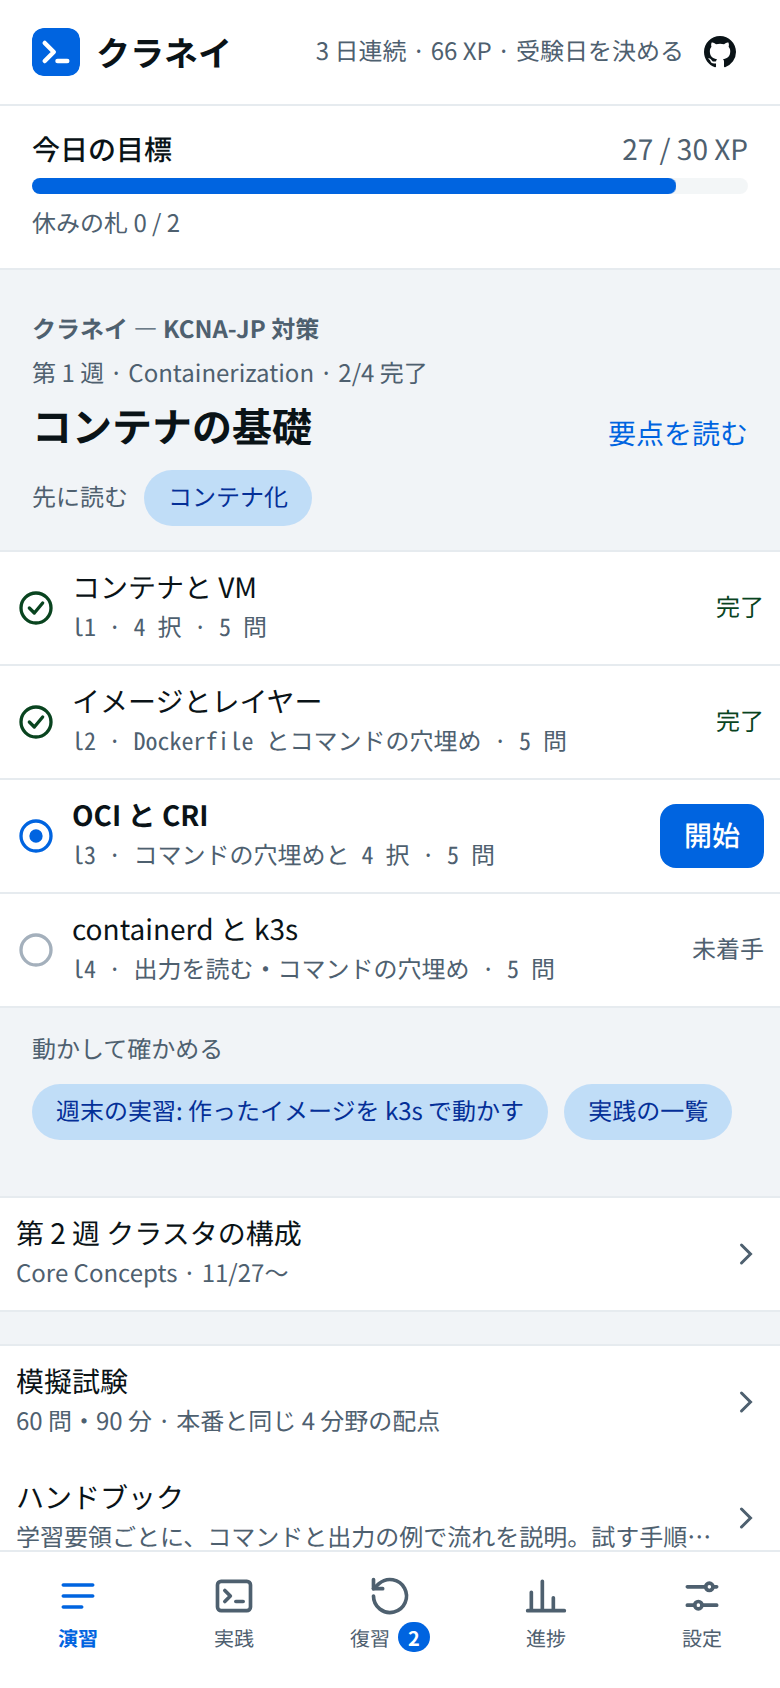 クラネイ
3 日連続 · 66 XP · 受験日を決める
今日の目標
27 / 30 XP
休みの札 0 / 2
クラネイ — KCNA-JP 対策
第 1 週 · Containerization · 2/4 完了
コンテナの基礎
要点を読む
先に読む
コンテナ化
コンテナと VM
l1 · 4 択 · 5 問
完了
イメージとレイヤー
l2 · Dockerfile とコマンドの穴埋め · 5 問
完了
OCI と CRI
l3 · コマンドの穴埋めと 4 択 · 5 問
開始
containerd と k3s
l4 · 出力を読む・コマンドの穴埋め · 5 問
未着手
動かして確かめる
週末の実習: 作ったイメージを k3s で動かす
実践の一覧
第 2 週 クラスタの構成
Core Concepts · 11/27〜
模擬試験
60 問・90 分 · 本番と同じ 4 分野の配点
ハンドブック
学習要領ごとに、コマンドと出力の例で流れを説明。試す手順…
演習
実践
復習 2
進捗
設定